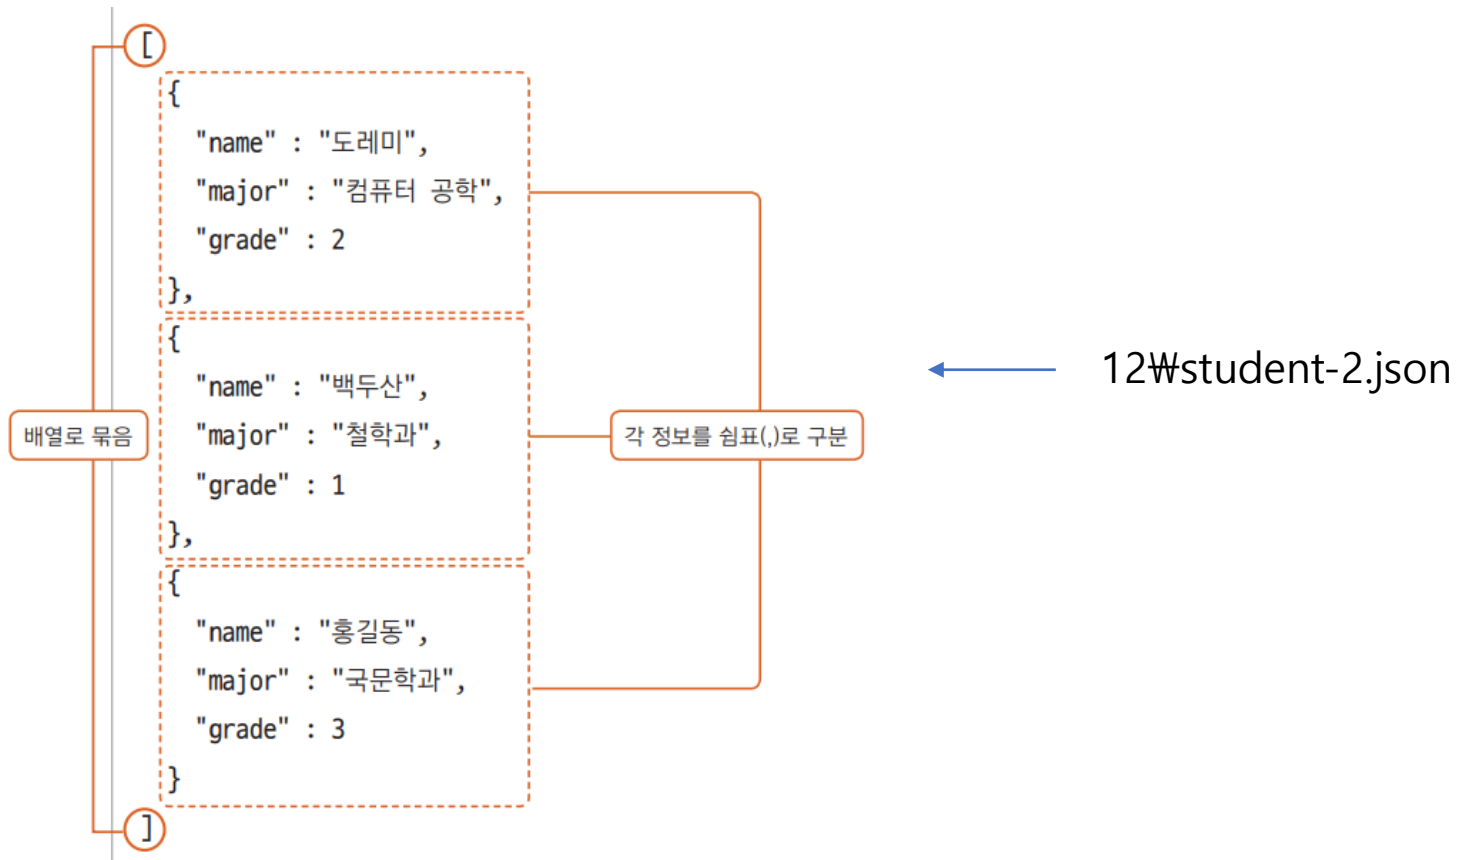 [
{
"name" : "도레미",
"major" : "컴퓨터 공학",
"grade" : 2
},
{
"name" : "백두산",
"major" : "철학과",
"grade" : 1
},
{
"name" : "홍길동",
"major" : "국문학과",
"grade" : 3
}
]
배열로 묶음
각 정보를 쉼표(,)로 구분
12₩student-2.json